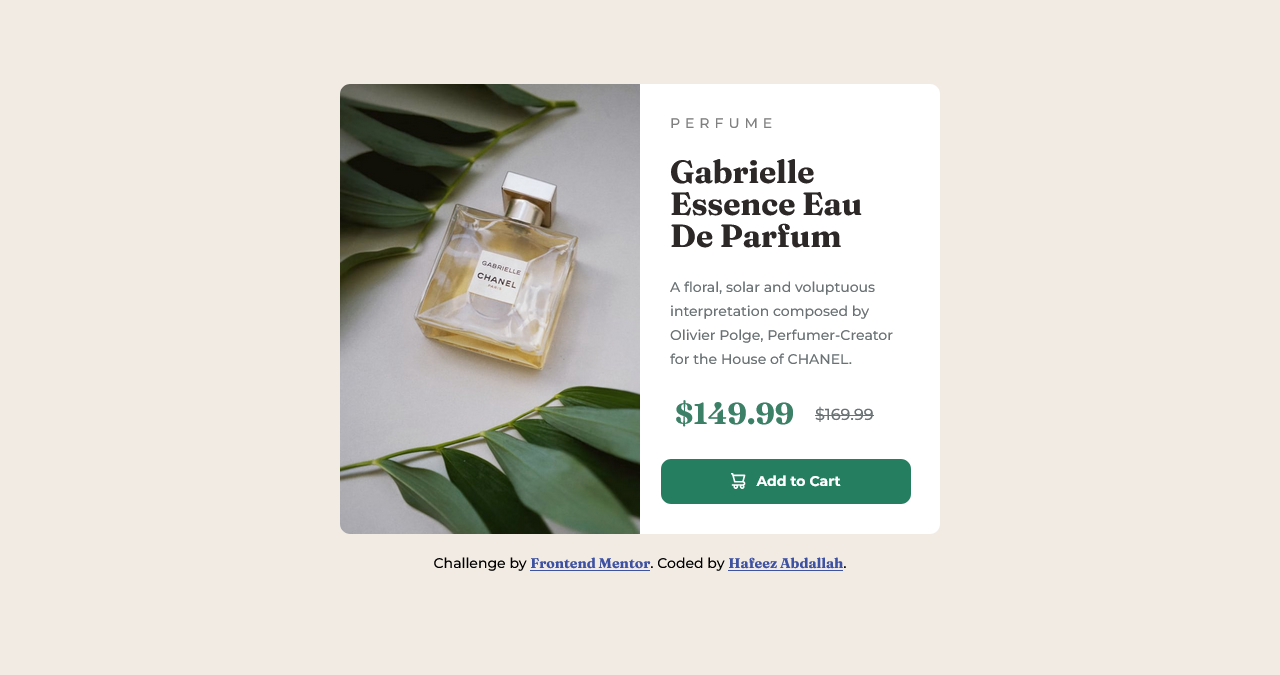 GABRIELLE
CHANEL
PARIS
PERFUME
Gabrielle
Essence Eau
De Parfum
A floral, solar and voluptuous
interpretation composed by
Olivier Polge, Perfumer-Creator
for the House of CHANEL.
$149.99 $169.99
Add to Cart
Challenge by Frontend Mentor. Coded by Hafeez Abdallah.